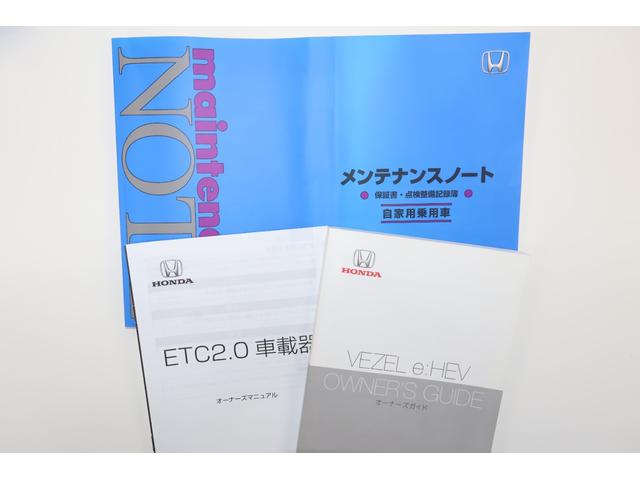 maintenan
NOT
メンテナンスノート
保証書・点検整備記録簿
自家用乗用車
HONDA
ETC2.0 車載器
オーナーズマニュアル
HONDA
VEZEL e:HEV
OWNER'S GUIDE
オーナーズガイド